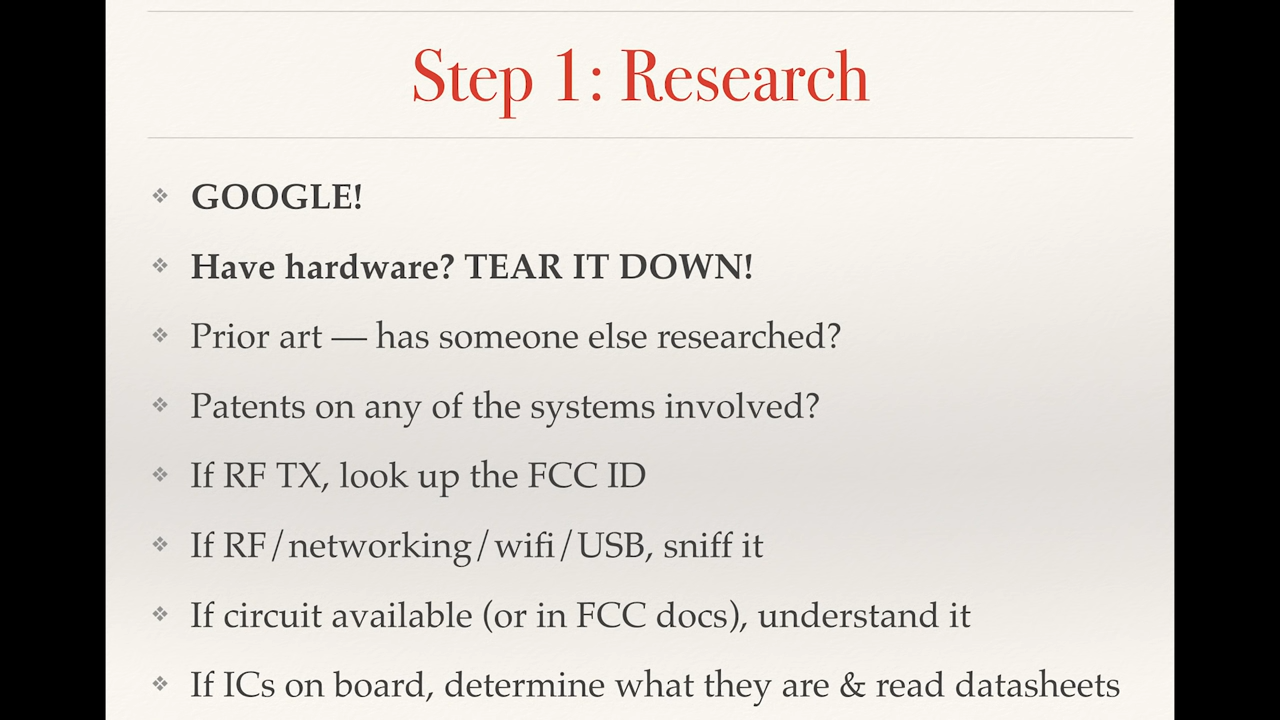 Step 1: Research
GOOGLE!
Have hardware? TEAR IT DOWN!
Prior art — has someone else researched?
Patents on any of the systems involved?
If RF TX, look up the FCC ID
If RF/networking/wifi/USB, sniff it
If circuit available (or in FCC docs), understand it
If ICs on board, determine what they are & read datasheets